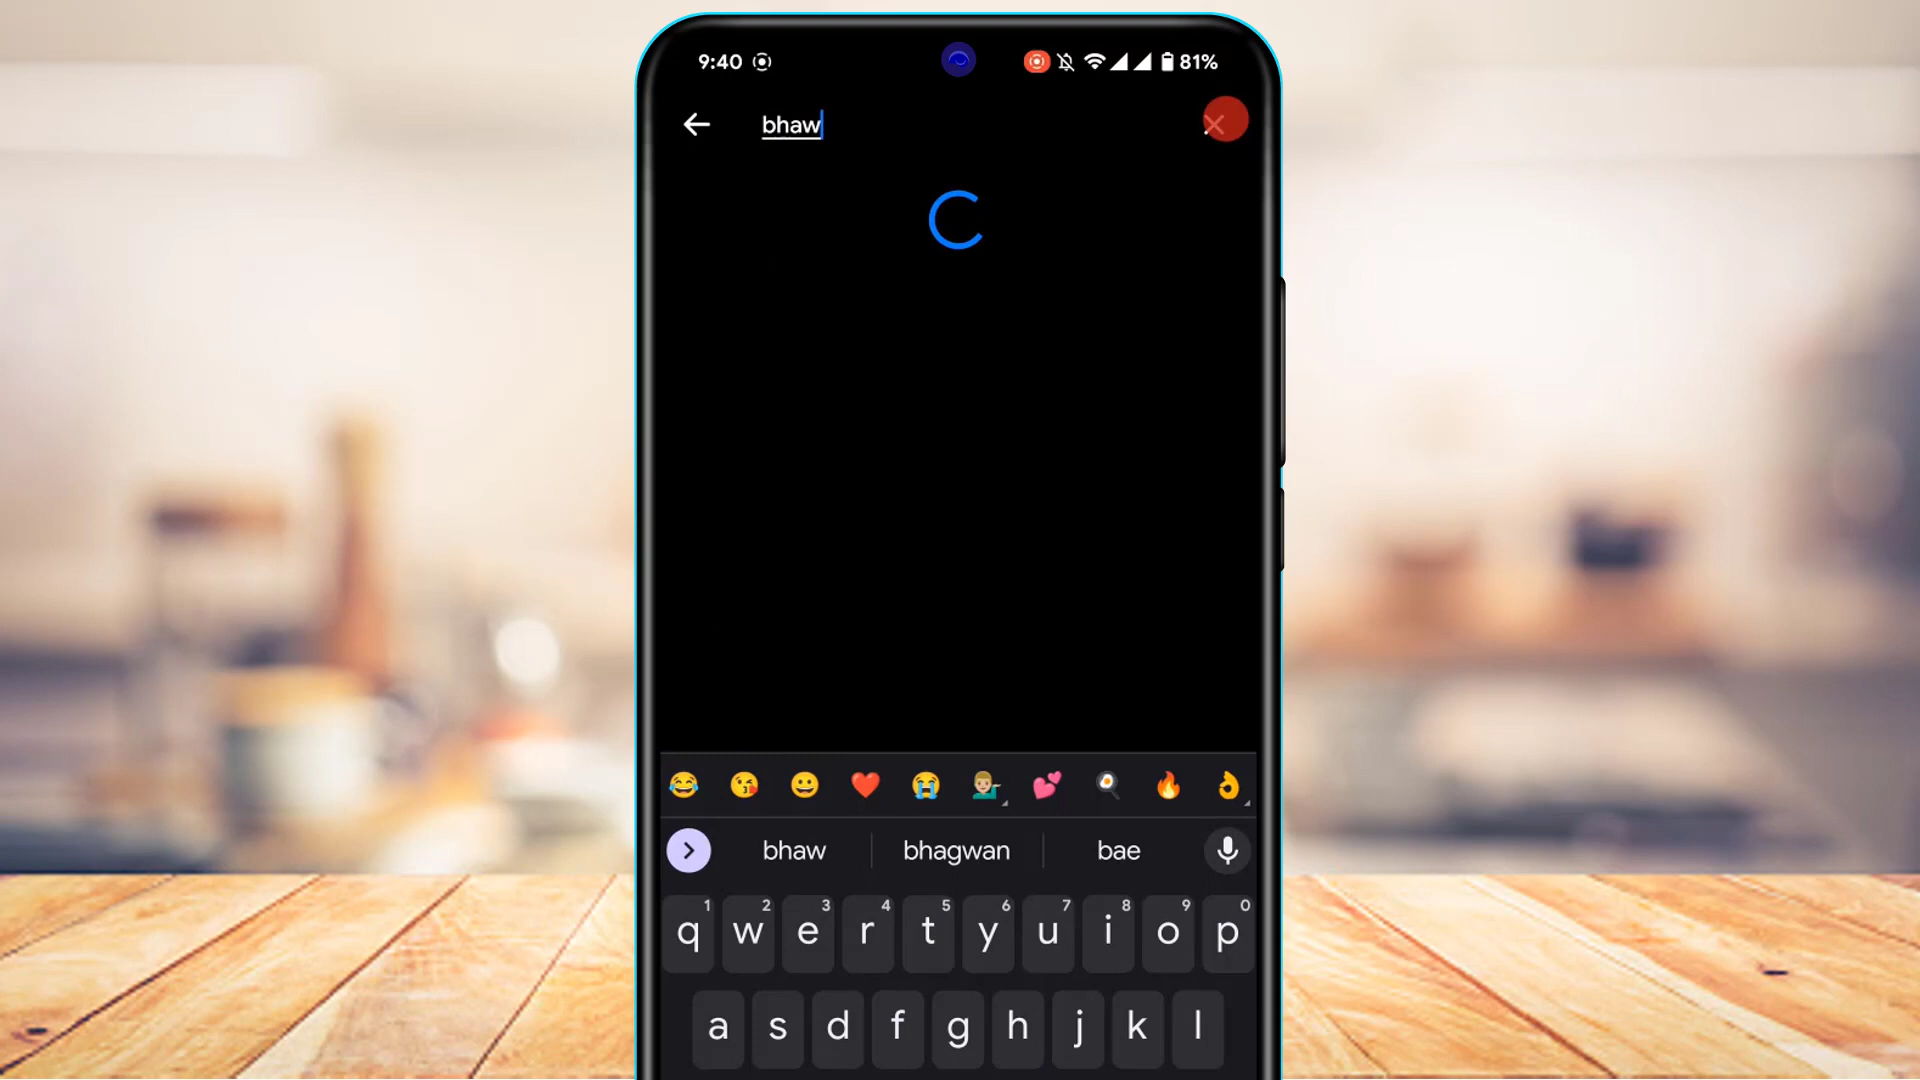 9:40 81%
bhaw
bhaw bhagwan bae
1 2 3 4 5 6 7 8 9 0
q w e r t y u i o p
a s d f g h j k l